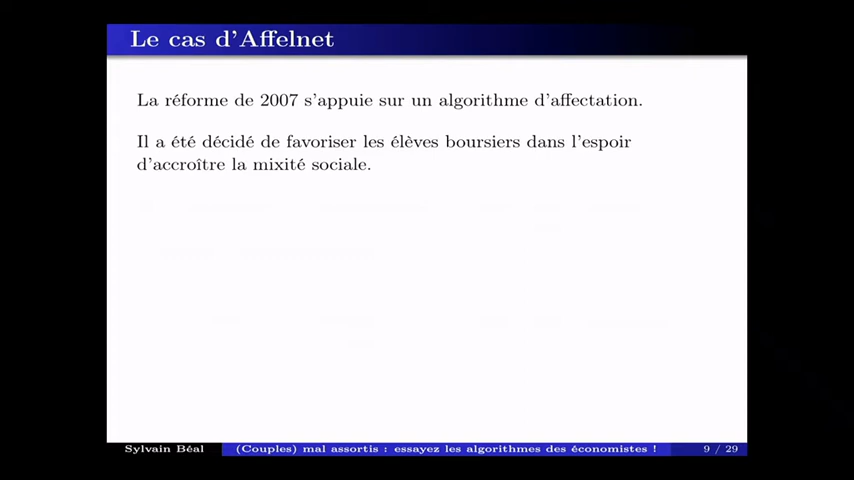 Le cas d'Affelnet
La réforme de 2007 s'appuie sur un algorithme d'affectation.
Il a été décidé de favoriser les élèves boursiers dans l'espoir
d'accroître la mixité sociale.
Sylvain Béal (Couples) mal assortis : essayez les algorithmes des économistes ! 9 / 29